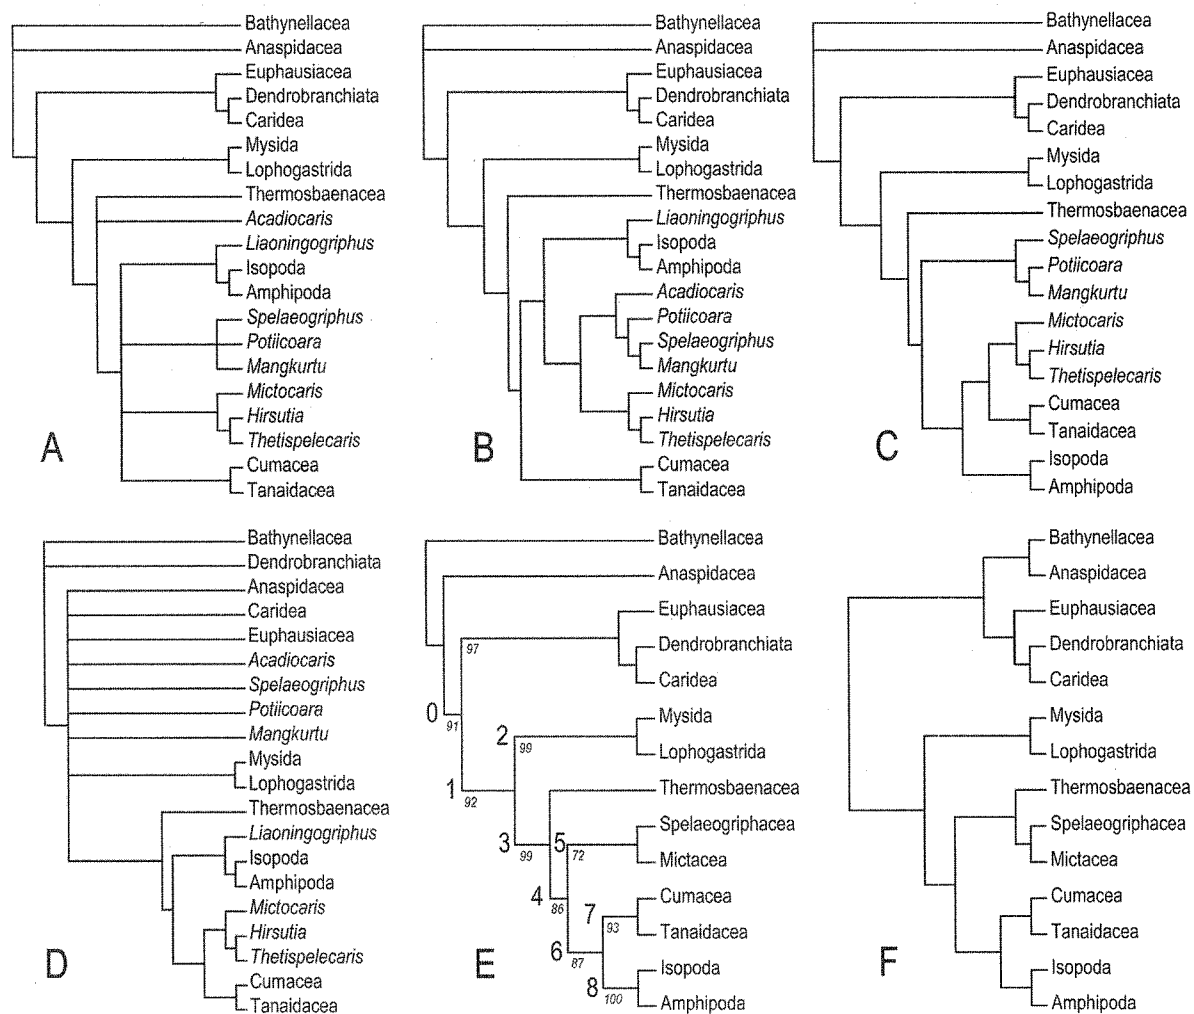 Bathynellacea
Anaspidacea
Euphausiacea
Dendrobranchiata
Caridea
Mysida
Lophogastrida
Thermosbaenacea
Acadiocaris
Liaoningogriphus
Isopoda
Amphipoda
Spelaeogriphus
Potiicoara
Mangkurtu
Mictocaris
Hirsutia
Thetispelecaris
Cumacea
Tanaidacea
A
Bathynellacea
Anaspidacea
Euphausiacea
Dendrobranchiata
Caridea
Mysida
Lophogastrida
Thermosbaenacea
Liaoningogriphus
Isopoda
Amphipoda
Acadiocaris
Potiicoara
Spelaeogriphus
Mangkurtu
Mictocaris
Hirsutia
Thetispelecaris
Cumacea
Tanaidacea
B
Bathynellacea
Anaspidacea
Euphausiacea
Dendrobranchiata
Caridea
Mysida
Lophogastrida
Thermosbaenacea
Spelaeogriphus
Potiicoara
Mangkurtu
Mictocaris
Hirsutia
Thetispelecaris
Cumacea
Tanaidacea
Isopoda
Amphipoda
C
Bathynellacea
Dendrobranchiata
Anaspidacea
Caridea
Euphausiacea
Acadiocaris
Spelaeogriphus
Potiicoara
Mangkurtu
Mysida
Lophogastrida
Thermosbaenacea
Liaoningogriphus
Isopoda
Amphipoda
Mictocaris
Hirsutia
Thetispelecaris
Cumacea
Tanaidacea
D
Bathynellacea
Anaspidacea
Euphausiacea
97
Dendrobranchiata
Caridea
0
91
Mysida
2
99
Lophogastrida
1
92
Thermosbaenacea
Spelaeogriphacea
3
99
5
72
Mictacea
4
86
Cumacea
7
93
Tanaidacea
6
87
Isopoda
8
100
Amphipoda
E
Bathynellacea
Anaspidacea
Euphausiacea
Dendrobranchiata
Caridea
Mysida
Lophogastrida
Thermosbaenacea
Spelaeogriphacea
Mictacea
Cumacea
Tanaidacea
Isopoda
Amphipoda
F